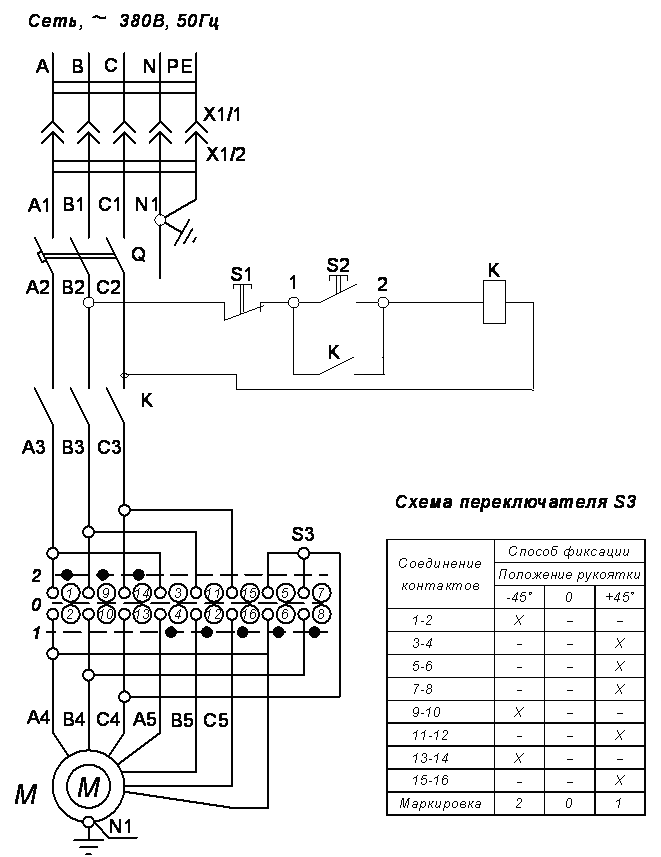 Сеть, ~ 380В, 50Гц
A B C N PE
X1/1
X1/2
A1 B1 C1 N1
Q
A2 B2 C2
S1 1 S2 2 K
K
K
A3 B3 C3
S3
2
1 9 14 3 11 15 5 7
0
2 10 13 4 12 16 6 8
1
A4 B4 C4 A5 B5 C5
M M
N1
Схема переключателя S3
Соединение контактов
Способ фиксации
Положение рукоятки
-45° 0 +45°
1-2 X – –
3-4 – – X
5-6 – – X
7-8 – – X
9-10 X – –
11-12 – – X
13-14 X – –
15-16 – – X
Маркировка 2 0 1